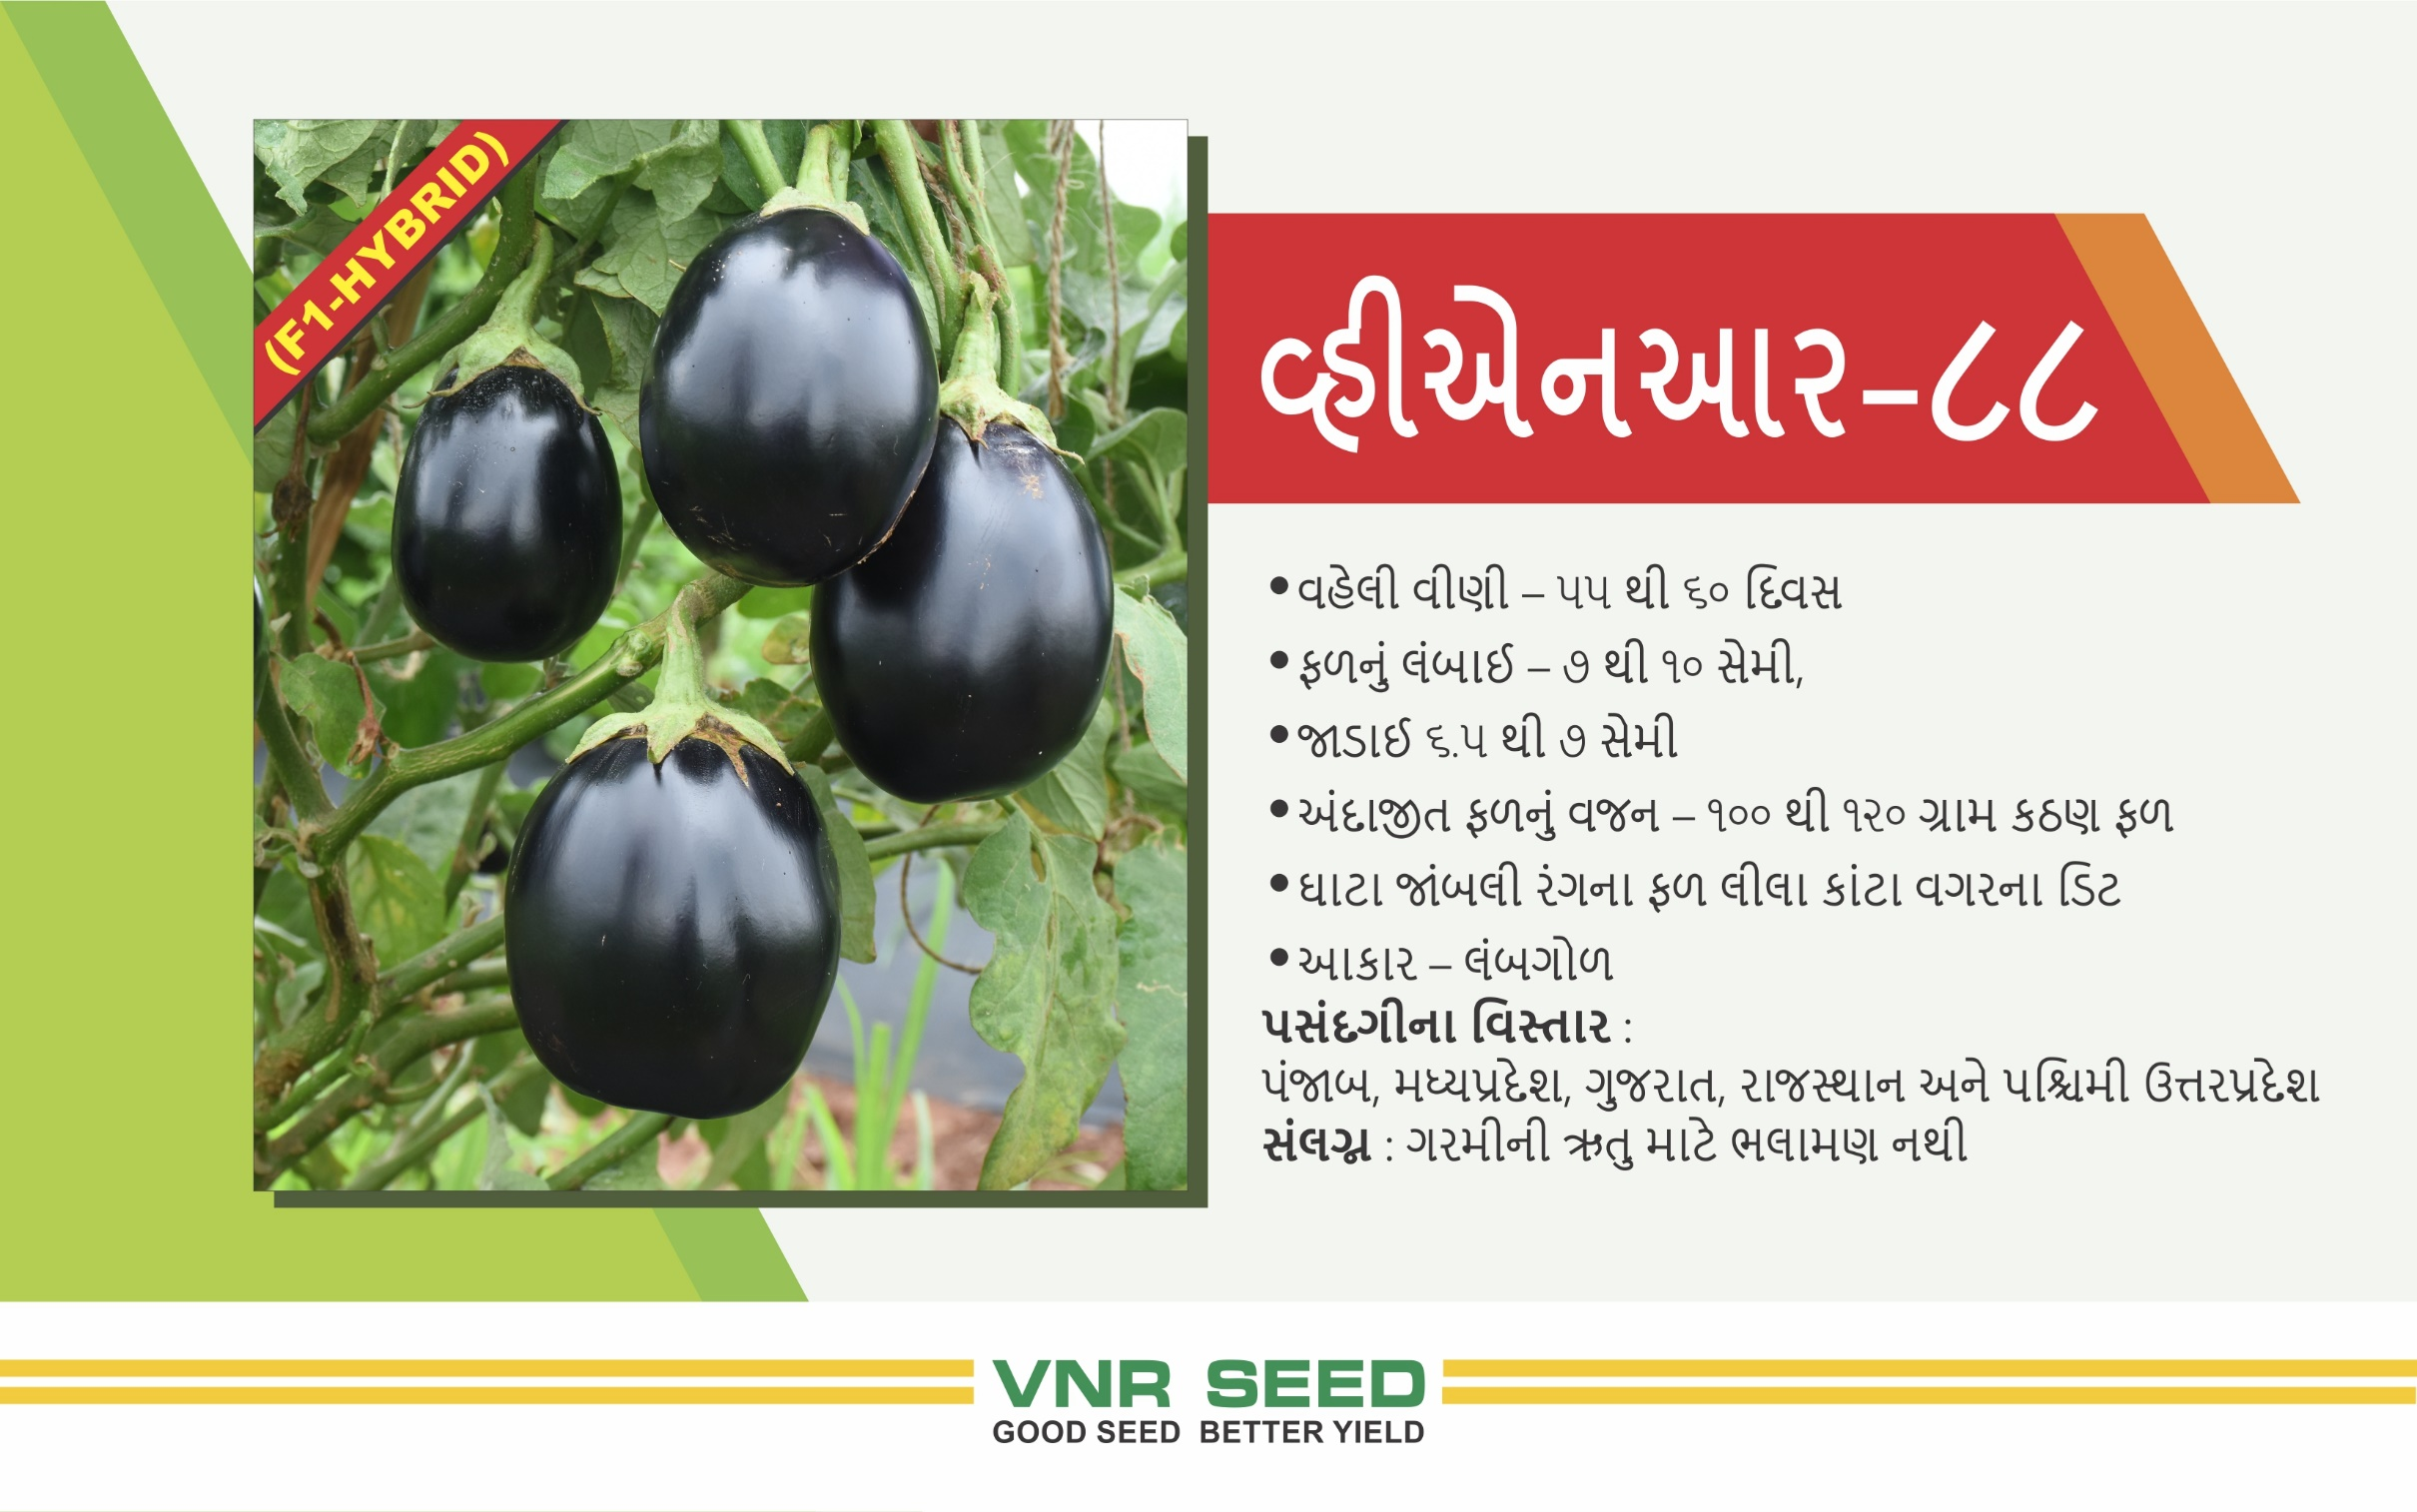 (F1-HYBRID)
વ્હીએનઆર–૮૮
•વહેલી વીણી – ૫૫ થી ૬૦ દિવસ
•ફળનું લંબાઈ – ૭ થી ૧૦ સેમી,
•જાડાઈ ૬.૫ થી ૭ સેમી
•અંદાજીત ફળનું વજન – ૧૦૦ થી ૧૨૦ ગ્રામ કઠણ ફળ
•ઘાટા જાંબલી રંગના ફળ લીલા કાંટા વગરના ડિટ
•આકાર – લંબગોળ
પસંદગીના વિસ્તાર :
પંજાબ, મધ્યપ્રદેશ, ગુજરાત, રાજસ્થાન અને પશ્ચિમી ઉત્તરપ્રદેશ
સંલગ્ન : ગરમીની ઋતુ માટે ભલામણ નથી
VNR SEED
GOOD SEED BETTER YIELD